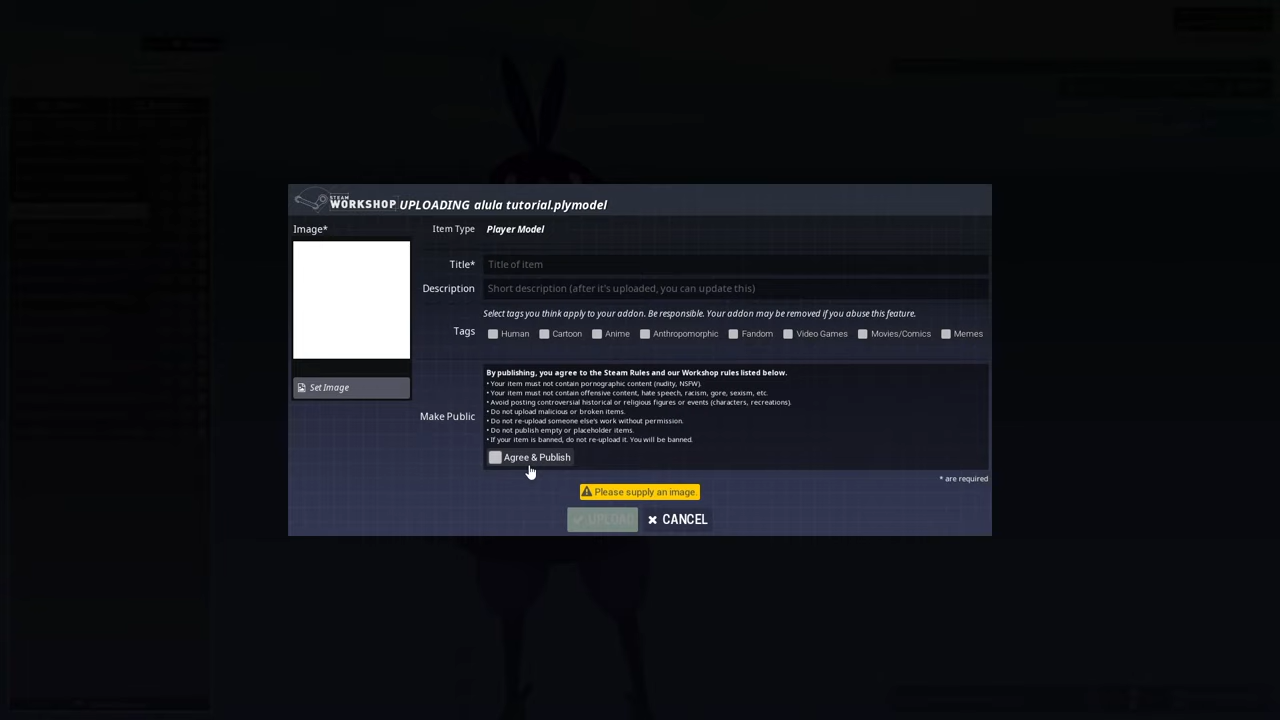 STEAM
WORKSHOP UPLOADING alula tutorial.plymodel
Image*
Item Type Player Model
Title* Title of item
Description Short description (after it's uploaded, you can update this)
Select tags you think apply to your addon. Be responsible. Your addon may be removed if you abuse this feature.
Tags Human Cartoon Anime Anthropomorphic Fandom Video Games Movies/Comics Memes
By publishing, you agree to the Steam Rules and our Workshop rules listed below.
• Your item must not contain pornographic content (nudity, NSFW).
• Your item must not contain offensive content, hate speech, racism, gore, sexism, etc.
• Avoid posting controversial historical or religious figures or events (characters, recreations).
• Do not upload malicious or broken items.
• Do not re-upload someone else's work without permission.
• Do not publish empty or placeholder items.
• If your item is banned, do not re-upload it. You will be banned.
Set Image
Make Public
Agree & Publish
* are required
Please supply an image.
UPLOAD CANCEL